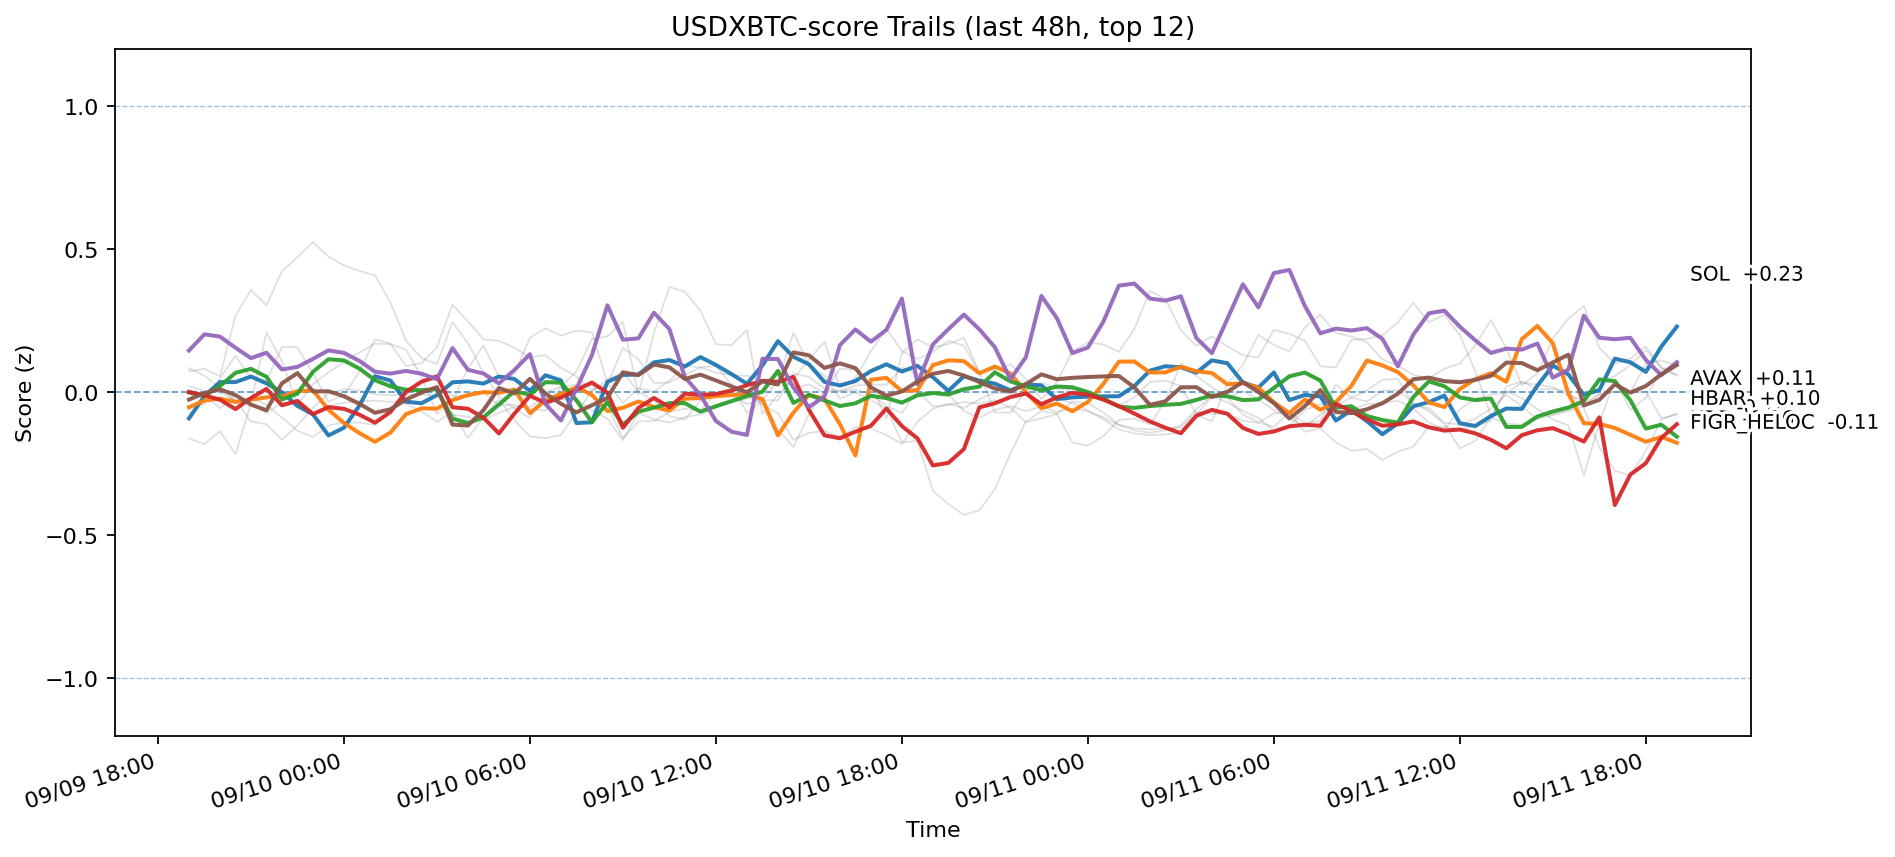 USDXBTC-score Trails (last 48h, top 12)
Score (z)
1.0
0.5
0.0
−0.5
−1.0
SOL +0.23
AVAX +0.11
HBAR +0.10
FIGR_HELOC -0.11
09/09 18:00
09/10 00:00
09/10 06:00
09/10 12:00
09/10 18:00
09/11 00:00
09/11 06:00
09/11 12:00
09/11 18:00
Time